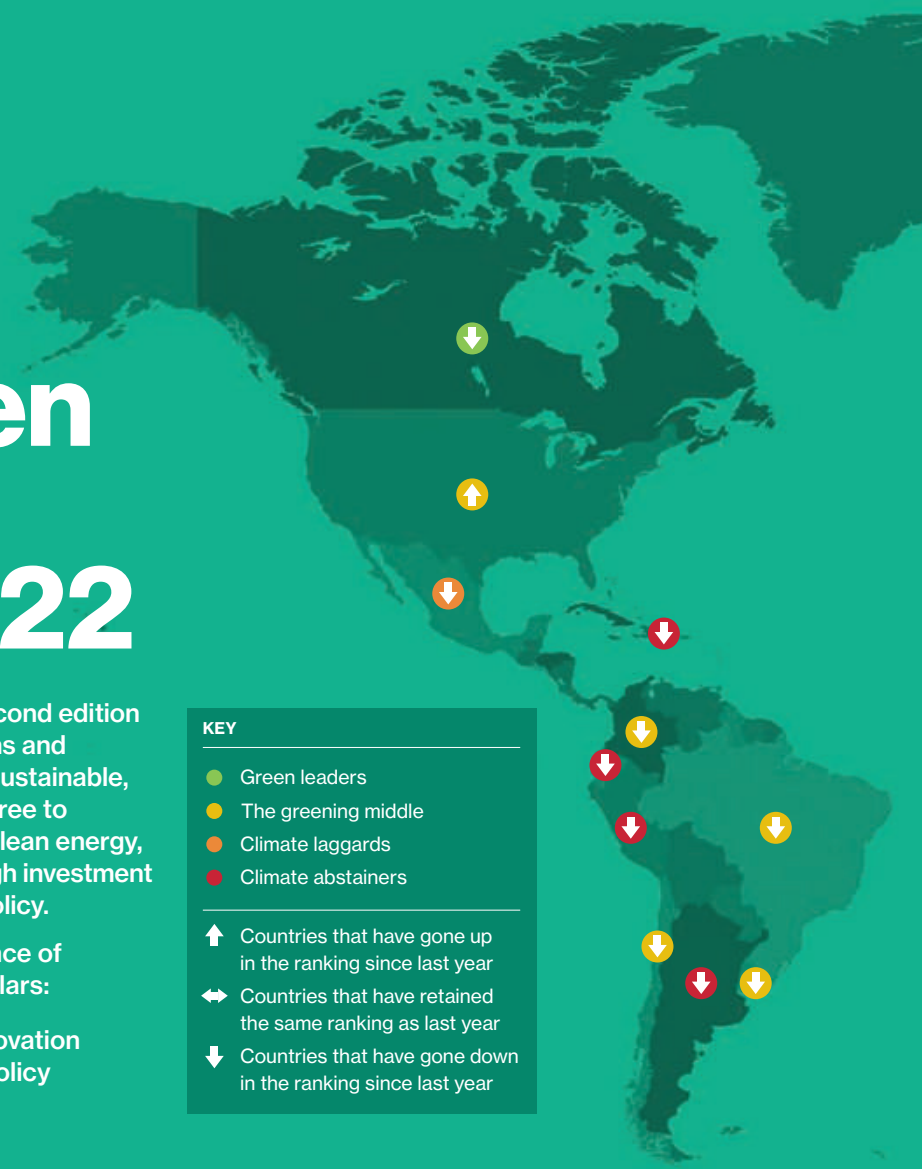 en
22
cond edition
ns and
ustainable,
ree to
lean energy,
gh investment
olicy.
nce of
lars:
ovation
olicy
KEY
Green leaders
The greening middle
Climate laggards
Climate abstainers
Countries that have gone up
in the ranking since last year
Countries that have retained
the same ranking as last year
Countries that have gone down
in the ranking since last year